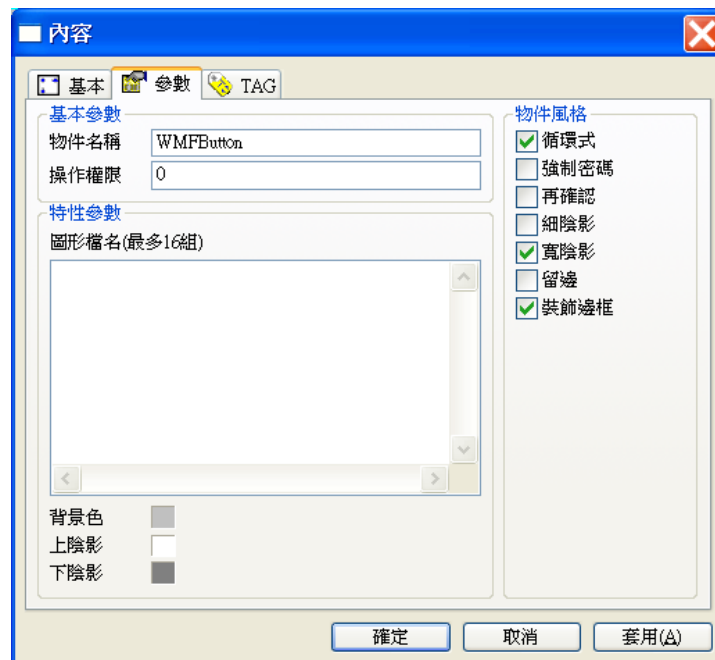 內容
基本 參數 TAG
基本參數
物件名稱 WMFButton
操作權限 0
特性參數
圖形檔名(最多16組)
背景色
上陰影
下陰影
物件風格
循環式
強制密碼
再確認
細陰影
寬陰影
留邊
裝飾邊框
確定 取消 套用(A)